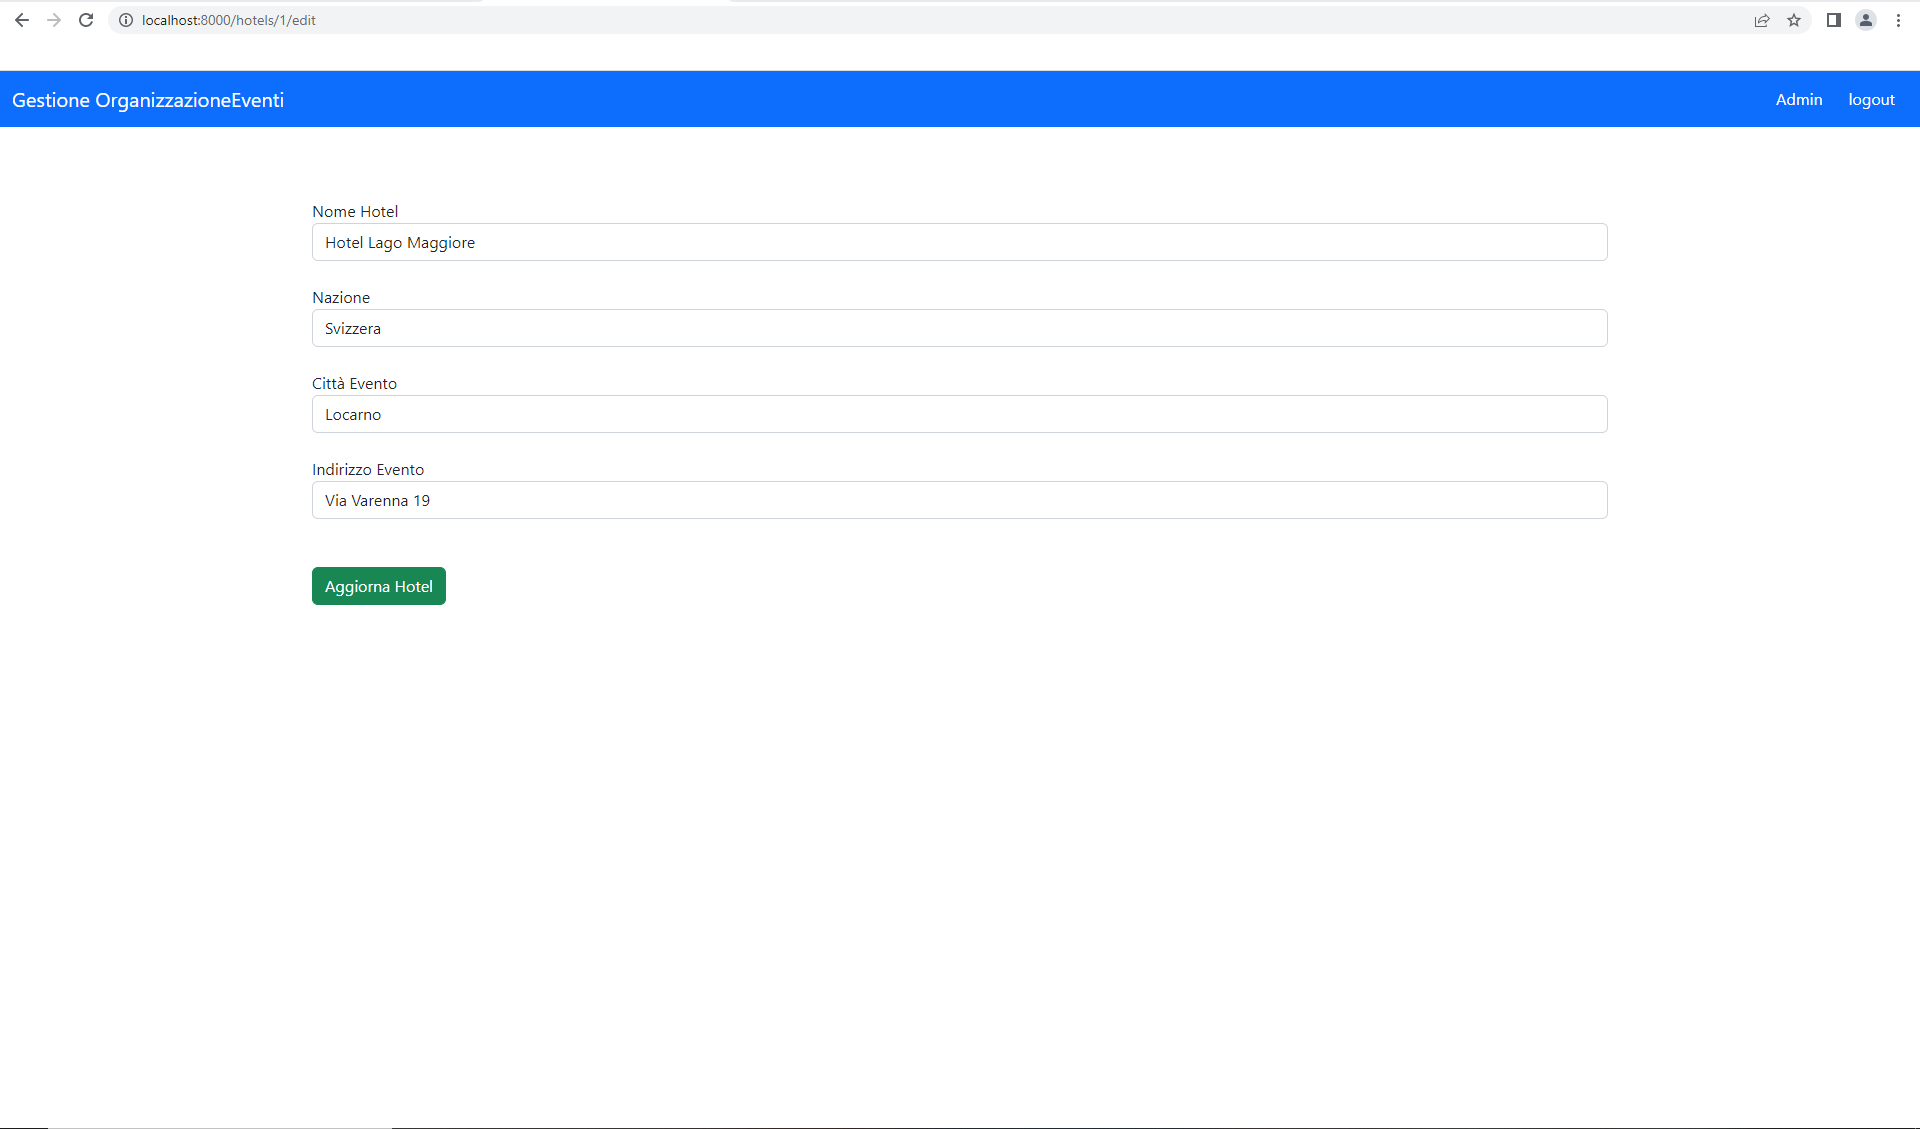 localhost:8000/hotels/1/edit
Gestione OrganizzazioneEventi
Admin logout
Nome Hotel
Hotel Lago Maggiore
Nazione
Svizzera
Città Evento
Locarno
Indirizzo Evento
Via Varenna 19
Aggiorna Hotel